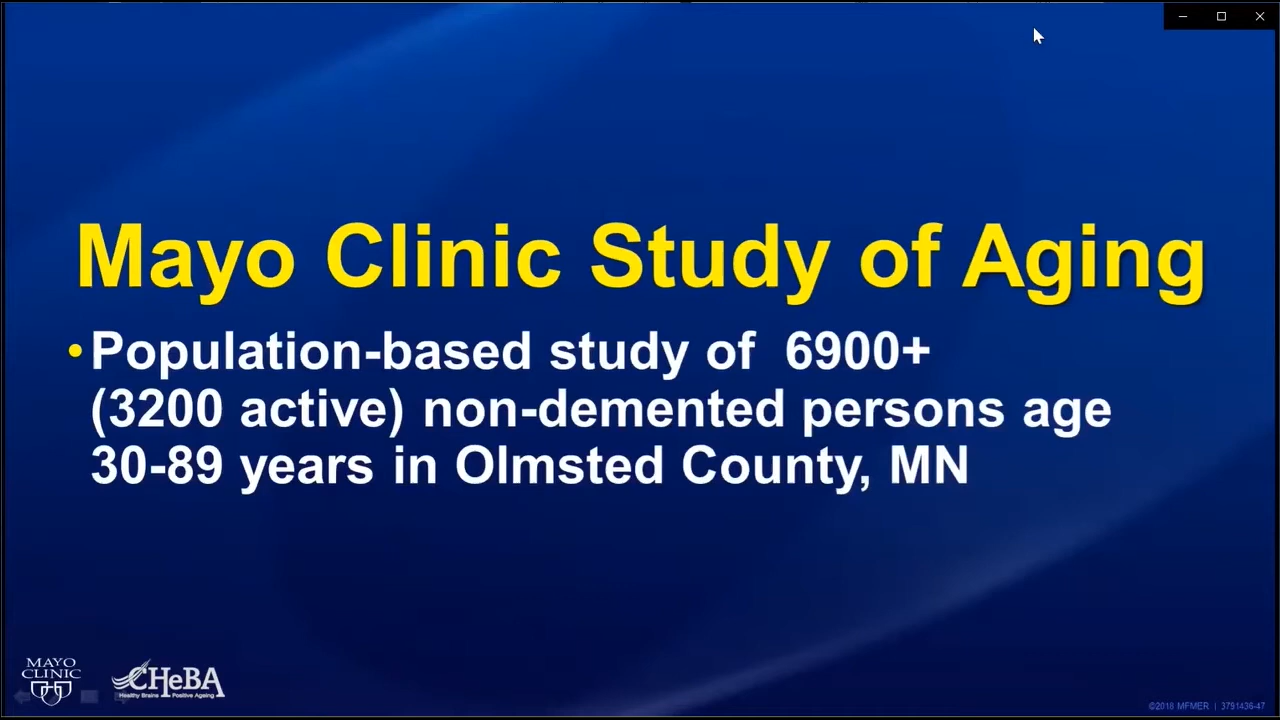 Mayo Clinic Study of Aging
•Population-based study of 6900+
(3200 active) non-demented persons age
30-89 years in Olmsted County, MN
MAYO
CLINIC
CHeBA
Healthy Brains Positive Ageing
©2018 MFMER | 3791436-47